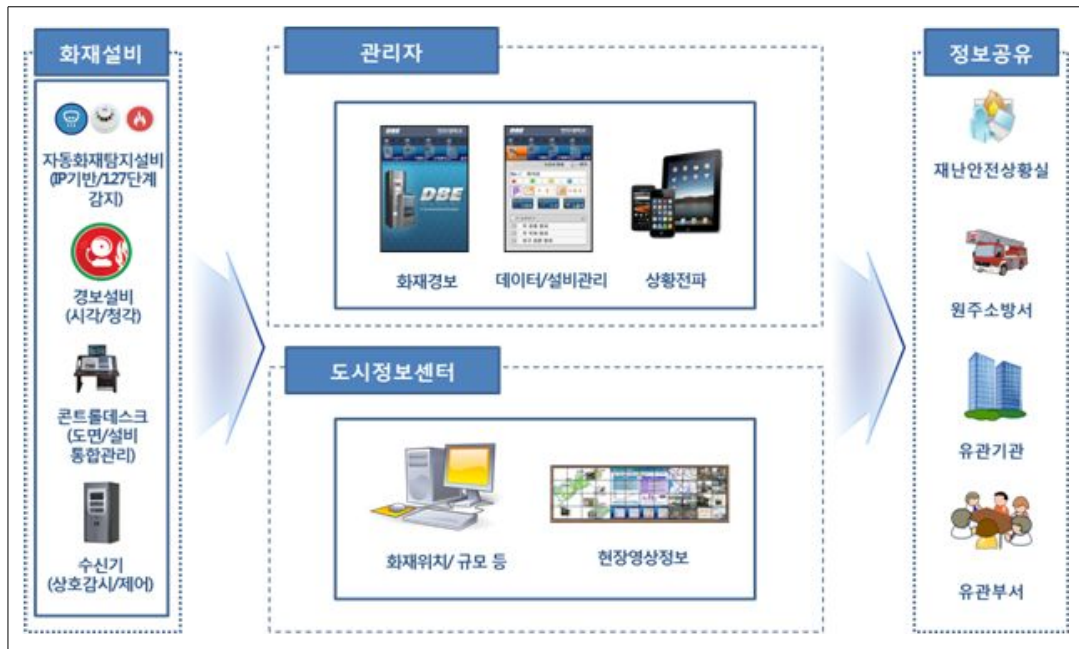 화재설비
자동화재탐지설비
(IP기반/127단계
감지)
경보설비
(시각/청각)
콘트롤데스크
(도면/설비
통합관리)
수신기
(상호감시/제어)
관리자
DBE
DBE
DBE
화재경보
데이터/설비관리
상황전파
도시정보센터
화재위치/ 규모 등
현장영상정보
정보공유
재난안전상황실
원주소방서
유관기관
유관부서